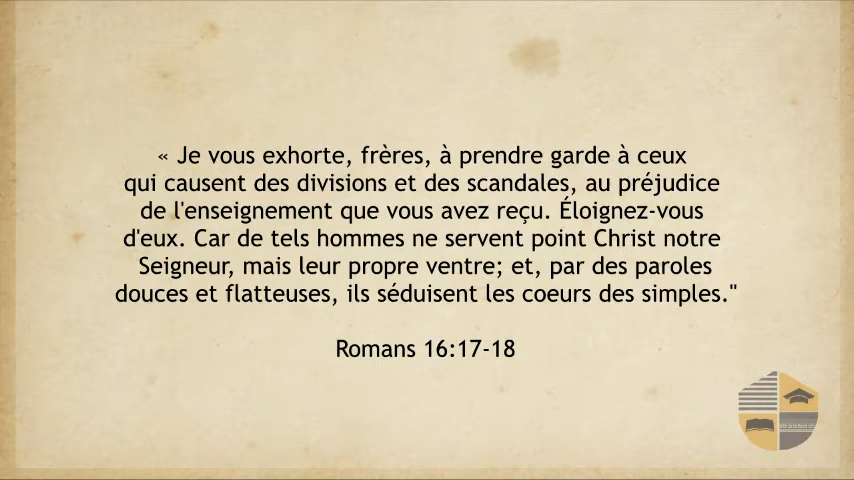 « Je vous exhorte, frères, à prendre garde à ceux
qui causent des divisions et des scandales, au préjudice
de l'enseignement que vous avez reçu. Éloignez-vous
d'eux. Car de tels hommes ne servent point Christ notre
Seigneur, mais leur propre ventre; et, par des paroles
douces et flatteuses, ils séduisent les coeurs des simples."
Romans 16:17-18